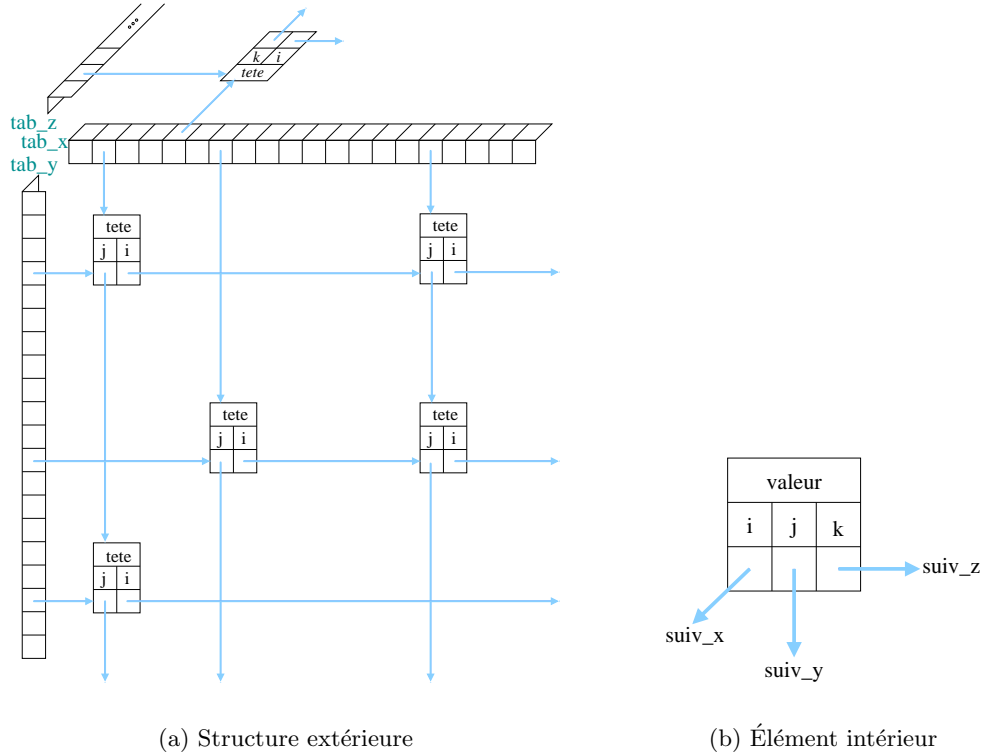 ...
k i
tete
tab_z
tab_x
tab_y
tete
j i
tete
j i
tete
j i
tete
j i
tete
j i
valeur
i j k
suiv_z
suiv_x
suiv_y
(a) Structure extérieure
(b) Élément intérieur